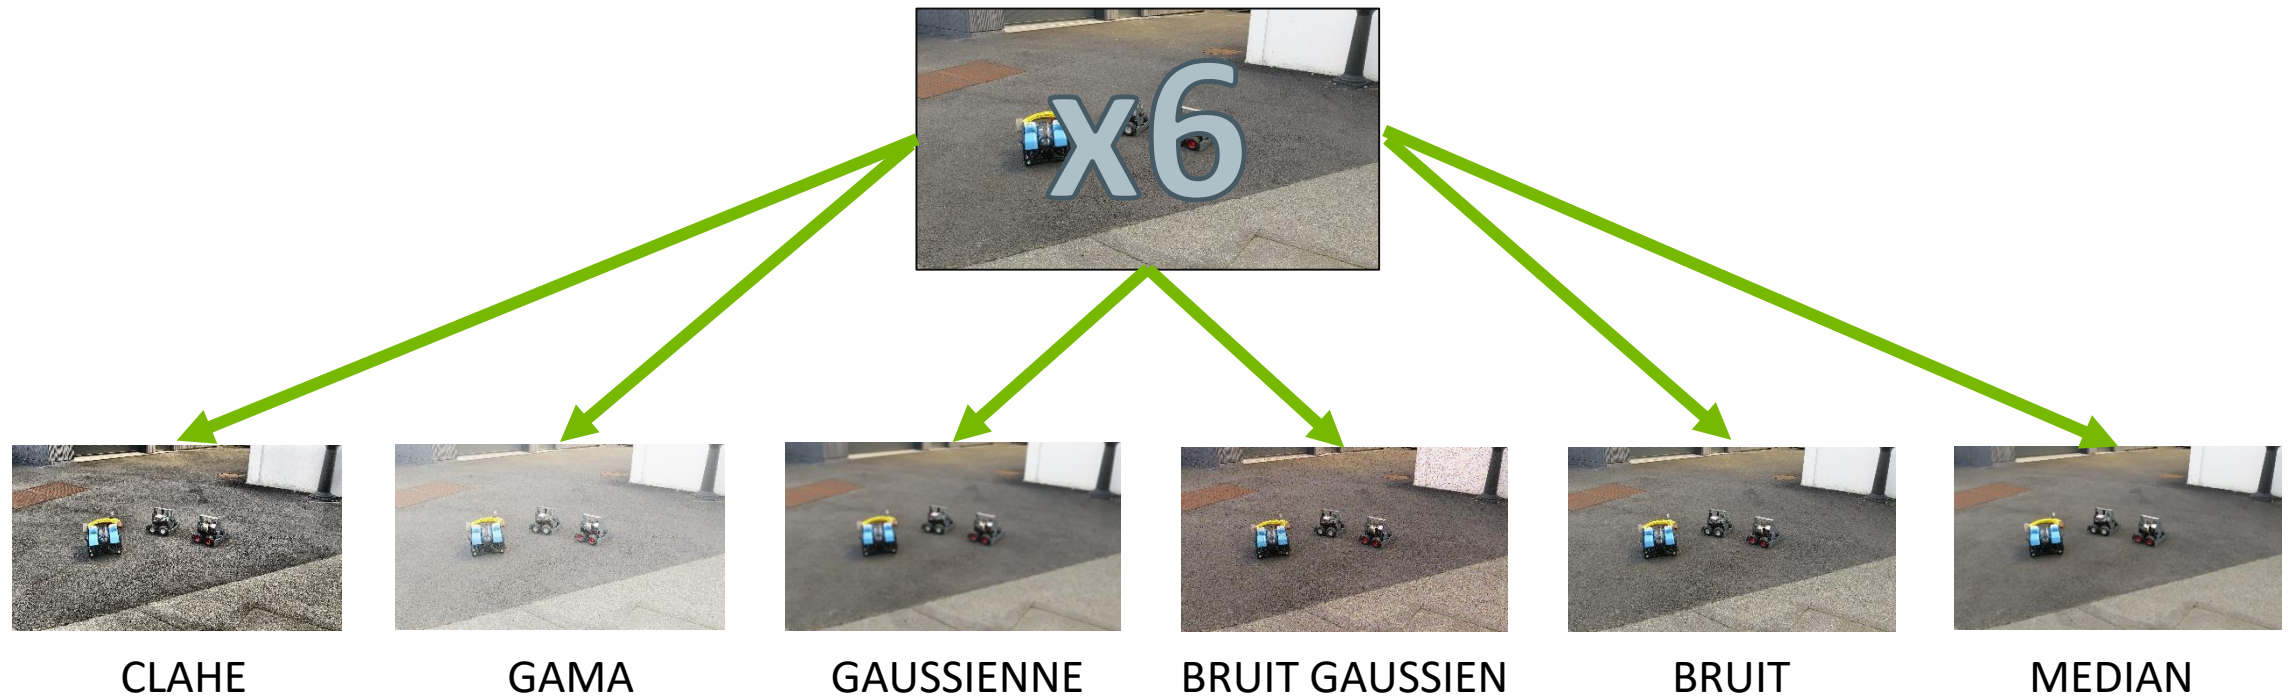 x6
CLAHE
GAMA
GAUSSIENNE
BRUIT GAUSSIEN
BRUIT
MEDIAN